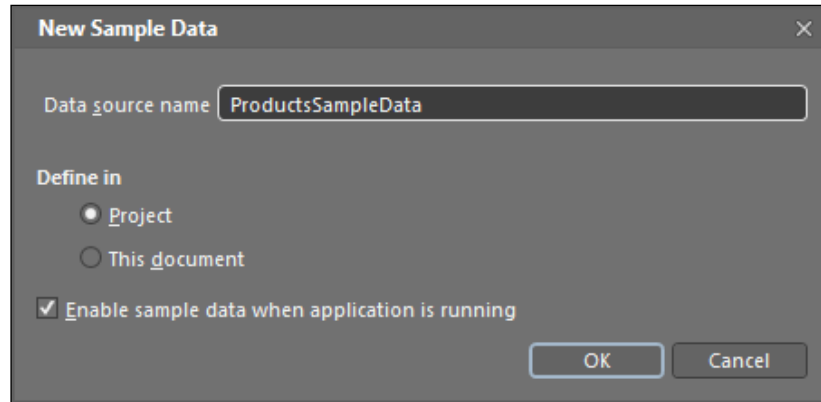 New Sample Data
Data source name ProductsSampleData
Define in
Project
This document
Enable sample data when application is running
OK Cancel